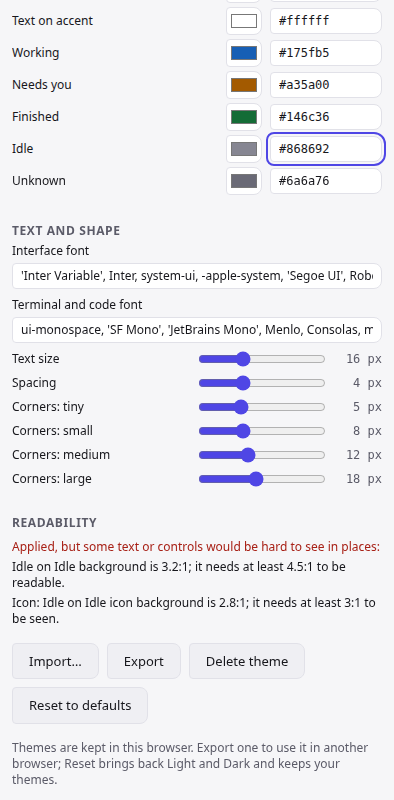 Text on accent #ffffff
Working #175fb5
Needs you #a35a00
Finished #146c36
Idle #868692
Unknown #6a6a76
TEXT AND SHAPE
Interface font
'Inter Variable', Inter, system-ui, -apple-system, 'Segoe UI', Robo
Terminal and code font
ui-monospace, 'SF Mono', 'JetBrains Mono', Menlo, Consolas, m
Text size 16 px
Spacing 4 px
Corners: tiny 5 px
Corners: small 8 px
Corners: medium 12 px
Corners: large 18 px
READABILITY
Applied, but some text or controls would be hard to see in places:
Idle on Idle background is 3.2:1; it needs at least 4.5:1 to be
readable.
Icon: Idle on Idle icon background is 2.8:1; it needs at least 3:1 to
be seen.
Import... Export Delete theme
Reset to defaults
Themes are kept in this browser. Export one to use it in another
browser; Reset brings back Light and Dark and keeps your
themes.